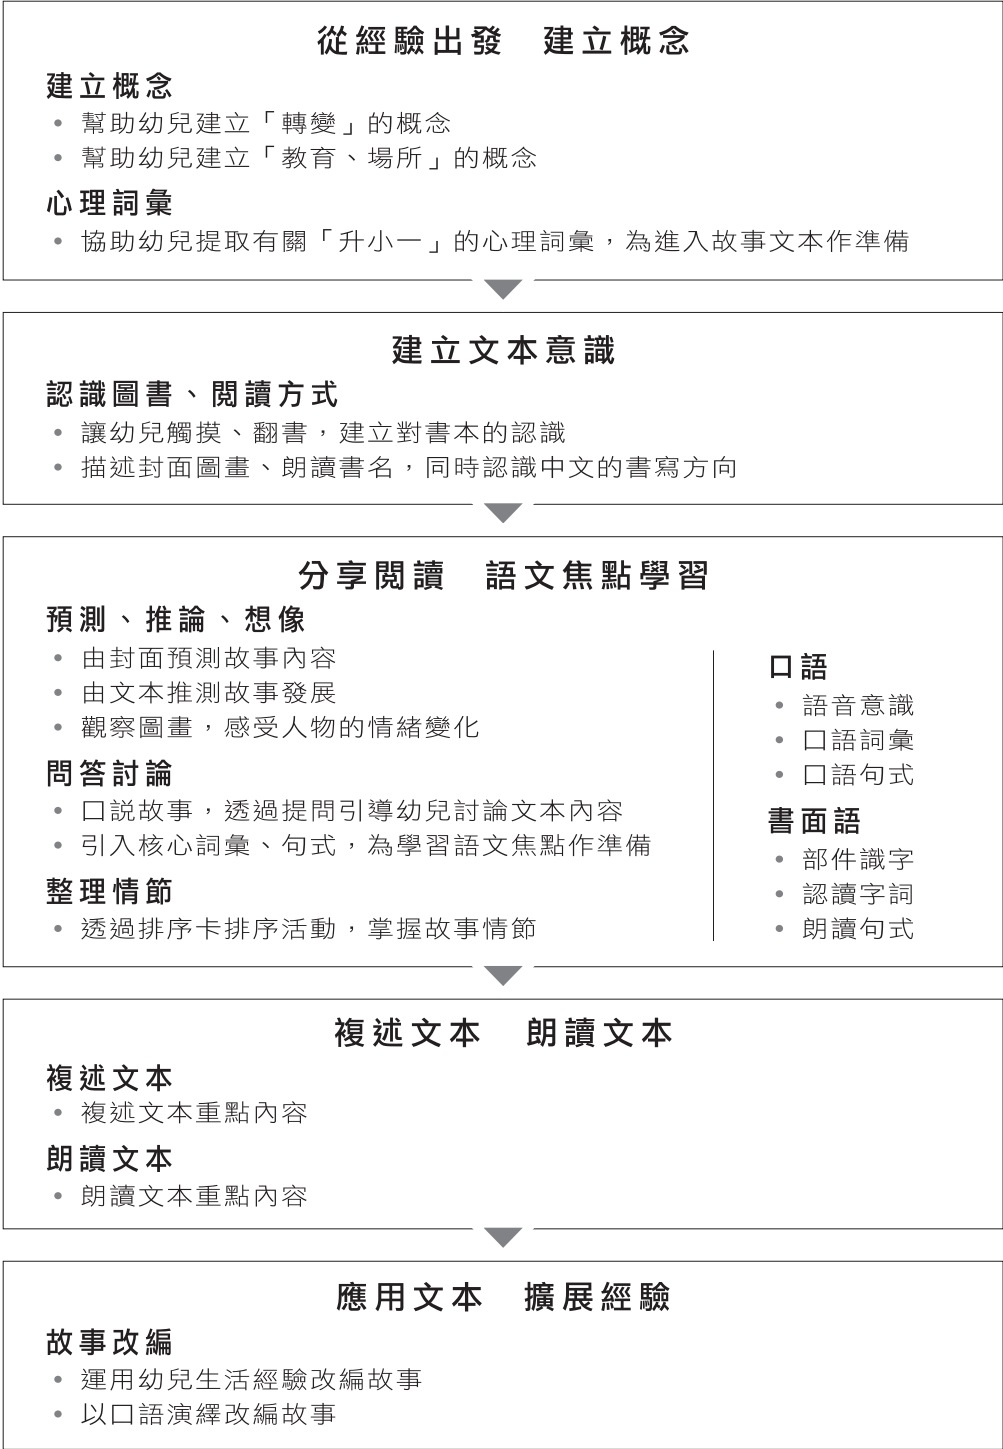 從經驗出發　建立概念
建立概念
• 幫助幼兒建立「轉變」的概念
• 幫助幼兒建立「教育、場所」的概念
心理詞彙
• 協助幼兒提取有關「升小一」的心理詞彙，為進入故事文本作準備
建立文本意識
認識圖書、閱讀方式
• 讓幼兒觸摸、翻書，建立對書本的認識
• 描述封面圖畫、朗讀書名，同時認識中文的書寫方向
分享閱讀　語文焦點學習
預測、推論、想像
• 由封面預測故事內容
• 由文本推測故事發展
• 觀察圖畫，感受人物的情緒變化
問答討論
• 口說故事，透過提問引導幼兒討論文本內容
• 引入核心詞彙、句式，為學習語文焦點作準備
整理情節
• 透過排序卡排序活動，掌握故事情節
口語
• 語音意識
• 口語詞彙
• 口語句式
書面語
• 部件識字
• 認讀字詞
• 朗讀句式
複述文本　朗讀文本
複述文本
• 複述文本重點內容
朗讀文本
• 朗讀文本重點內容
應用文本　擴展經驗
故事改編
• 運用幼兒生活經驗改編故事
• 以口語演繹改編故事